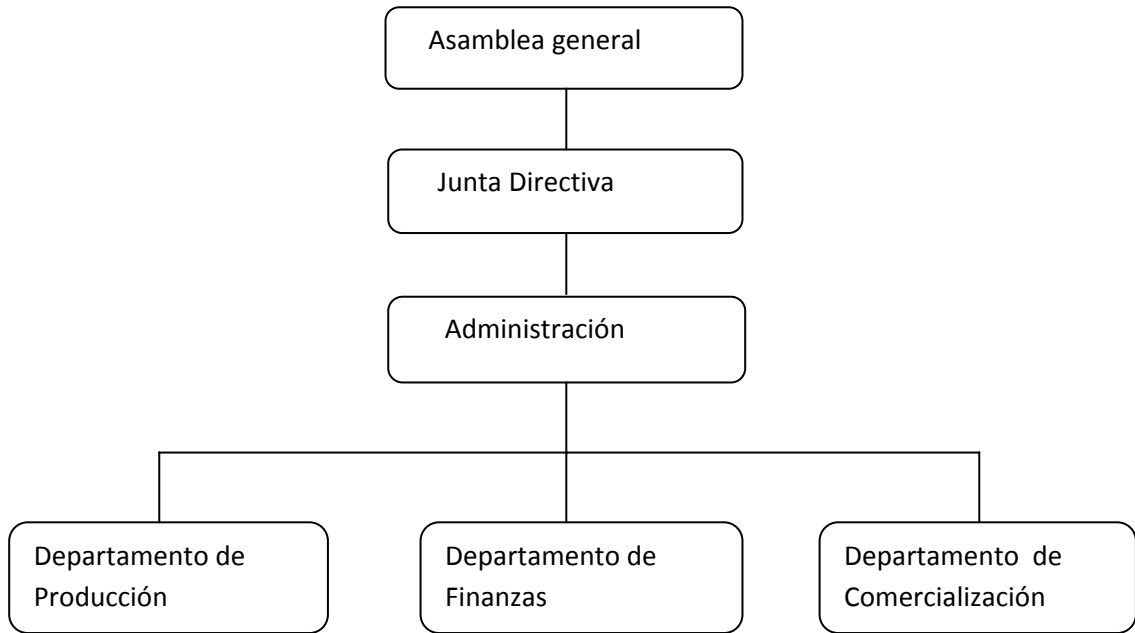 Asamblea general
Junta Directiva
Administración
Departamento de
Producción
Departamento de
Finanzas
Departamento de
Comercialización